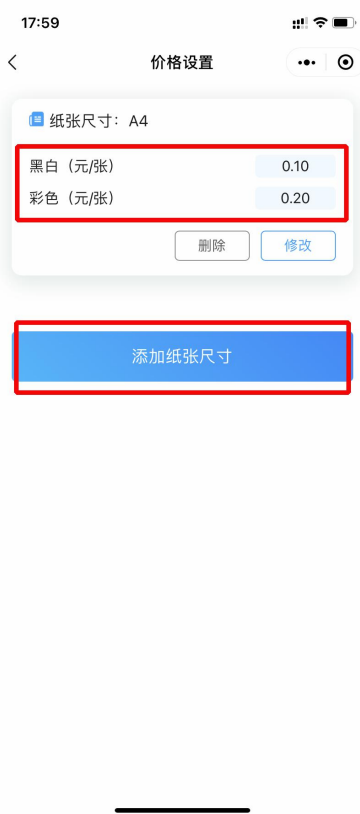 17:59
价格设置
纸张尺寸：A4
黑白（元/张） 0.10
彩色（元/张） 0.20
删除 修改
添加纸张尺寸